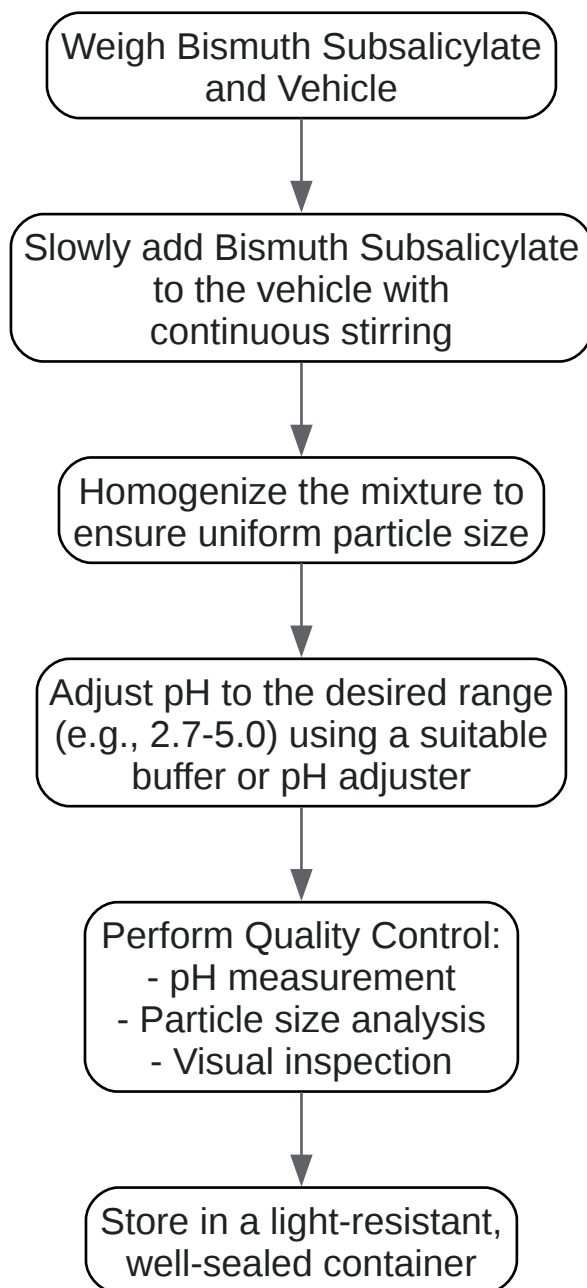 Weigh Bismuth Subsalicylate
and Vehicle
Slowly add Bismuth Subsalicylate
to the vehicle with
continuous stirring
Homogenize the mixture to
ensure uniform particle size
Adjust pH to the desired range
(e.g., 2.7-5.0) using a suitable
buffer or pH adjuster
Perform Quality Control:
- pH measurement
- Particle size analysis
- Visual inspection
Store in a light-resistant,
well-sealed container